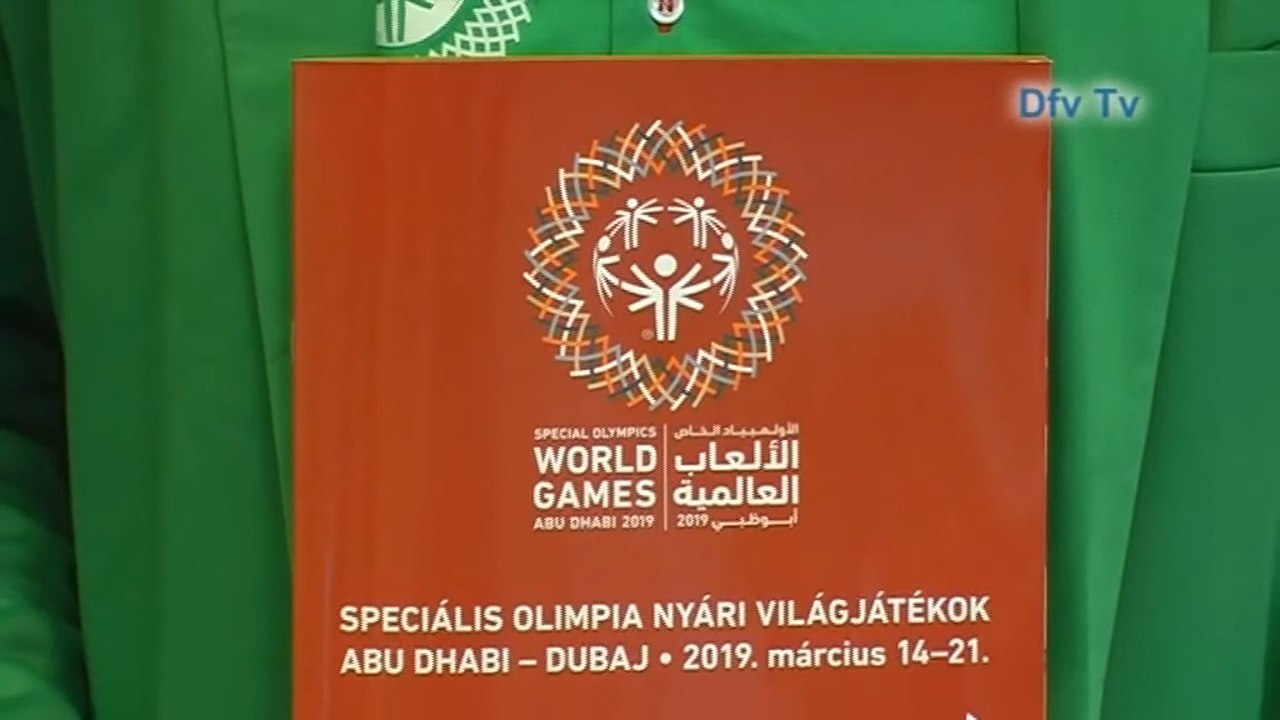 Dfv Tv
SPECIAL OLYMPICS
WORLD
GAMES
ABU DHABI 2019
الأولمبياد الخاص
الألعاب
العالمية
أبوظبي 2019
SPECIÁLIS OLIMPIA NYÁRI VILÁGJÁTÉKOK
ABU DHABI – DUBAJ • 2019. március 14–21.